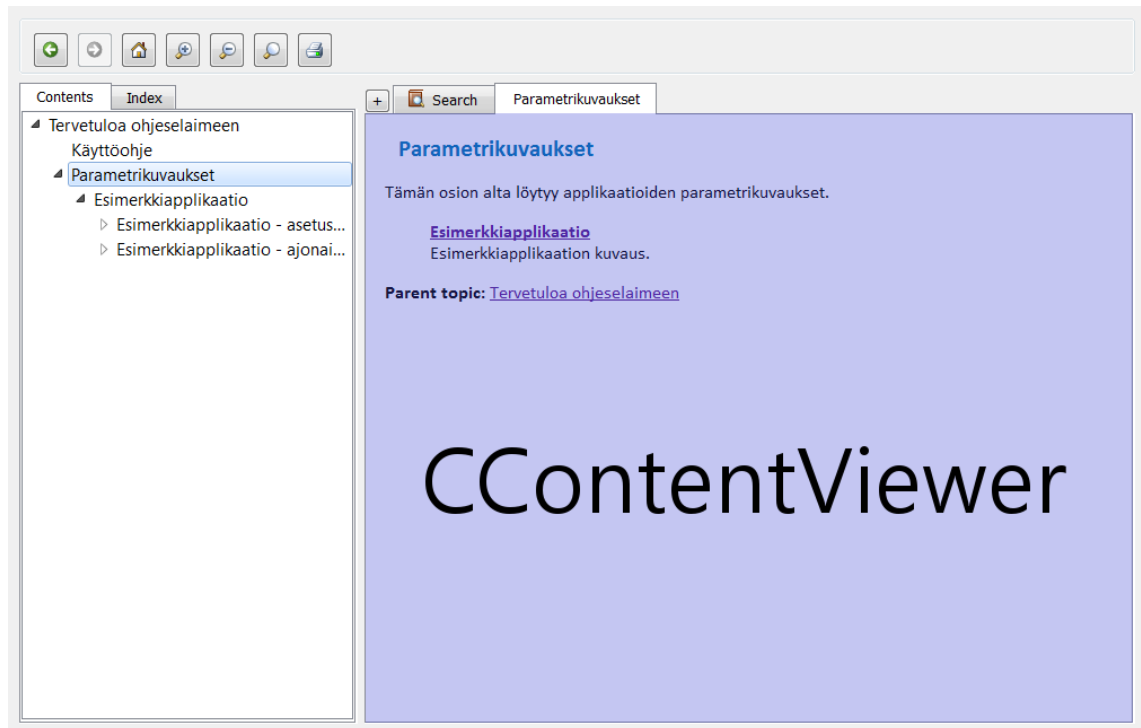 Contents Index
Tervetuloa ohjeselaimeen
Käyttöohje
Parametrikuvaukset
Esimerkkiapplikaatio
Esimerkkiapplikaatio - asetus...
Esimerkkiapplikaatio - ajonai...
+ Search Parametrikuvaukset
Parametrikuvaukset
Tämän osion alta löytyy applikaatioiden parametrikuvaukset.
Esimerkkiapplikaatio
Esimerkkiapplikaation kuvaus.
Parent topic: Tervetuloa ohjeselaimeen
CContentViewer